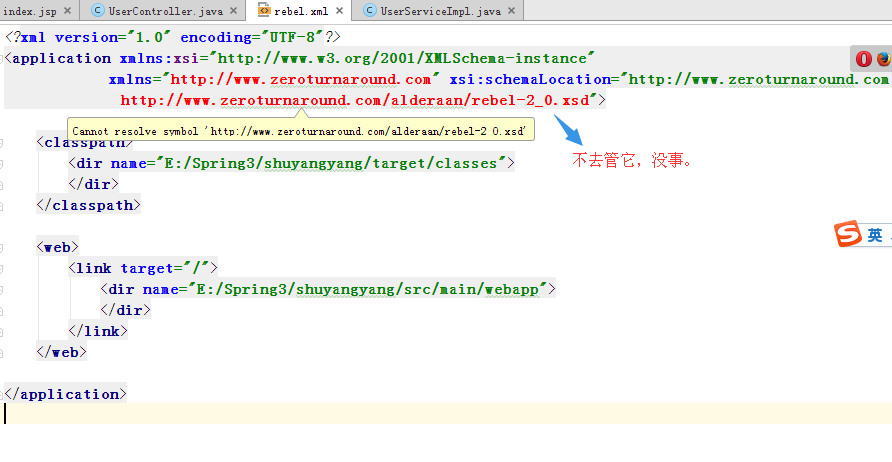 index.jsp UserController.java rebel.xml UserServiceImpl.java
<?xml version="1.0" encoding="UTF-8"?>
<application xmlns:xsi="http://www.w3.org/2001/XMLSchema-instance"
xmlns="http://www.zeroturnaround.com" xsi:schemaLocation="http://www.zeroturnaround.com
http://www.zeroturnaround.com/alderaan/rebel-2_0.xsd">
Cannot resolve symbol 'http://www.zeroturnaround.com/alderaan/rebel-2_0.xsd'
<classpath>
不去管它，没事。
<dir name="E:/Spring3/shuyangyang/target/classes">
</dir>
</classpath>
英
<web>
<link target="/">
<dir name="E:/Spring3/shuyangyang/src/main/webapp">
</dir>
</link>
</web>
</application>